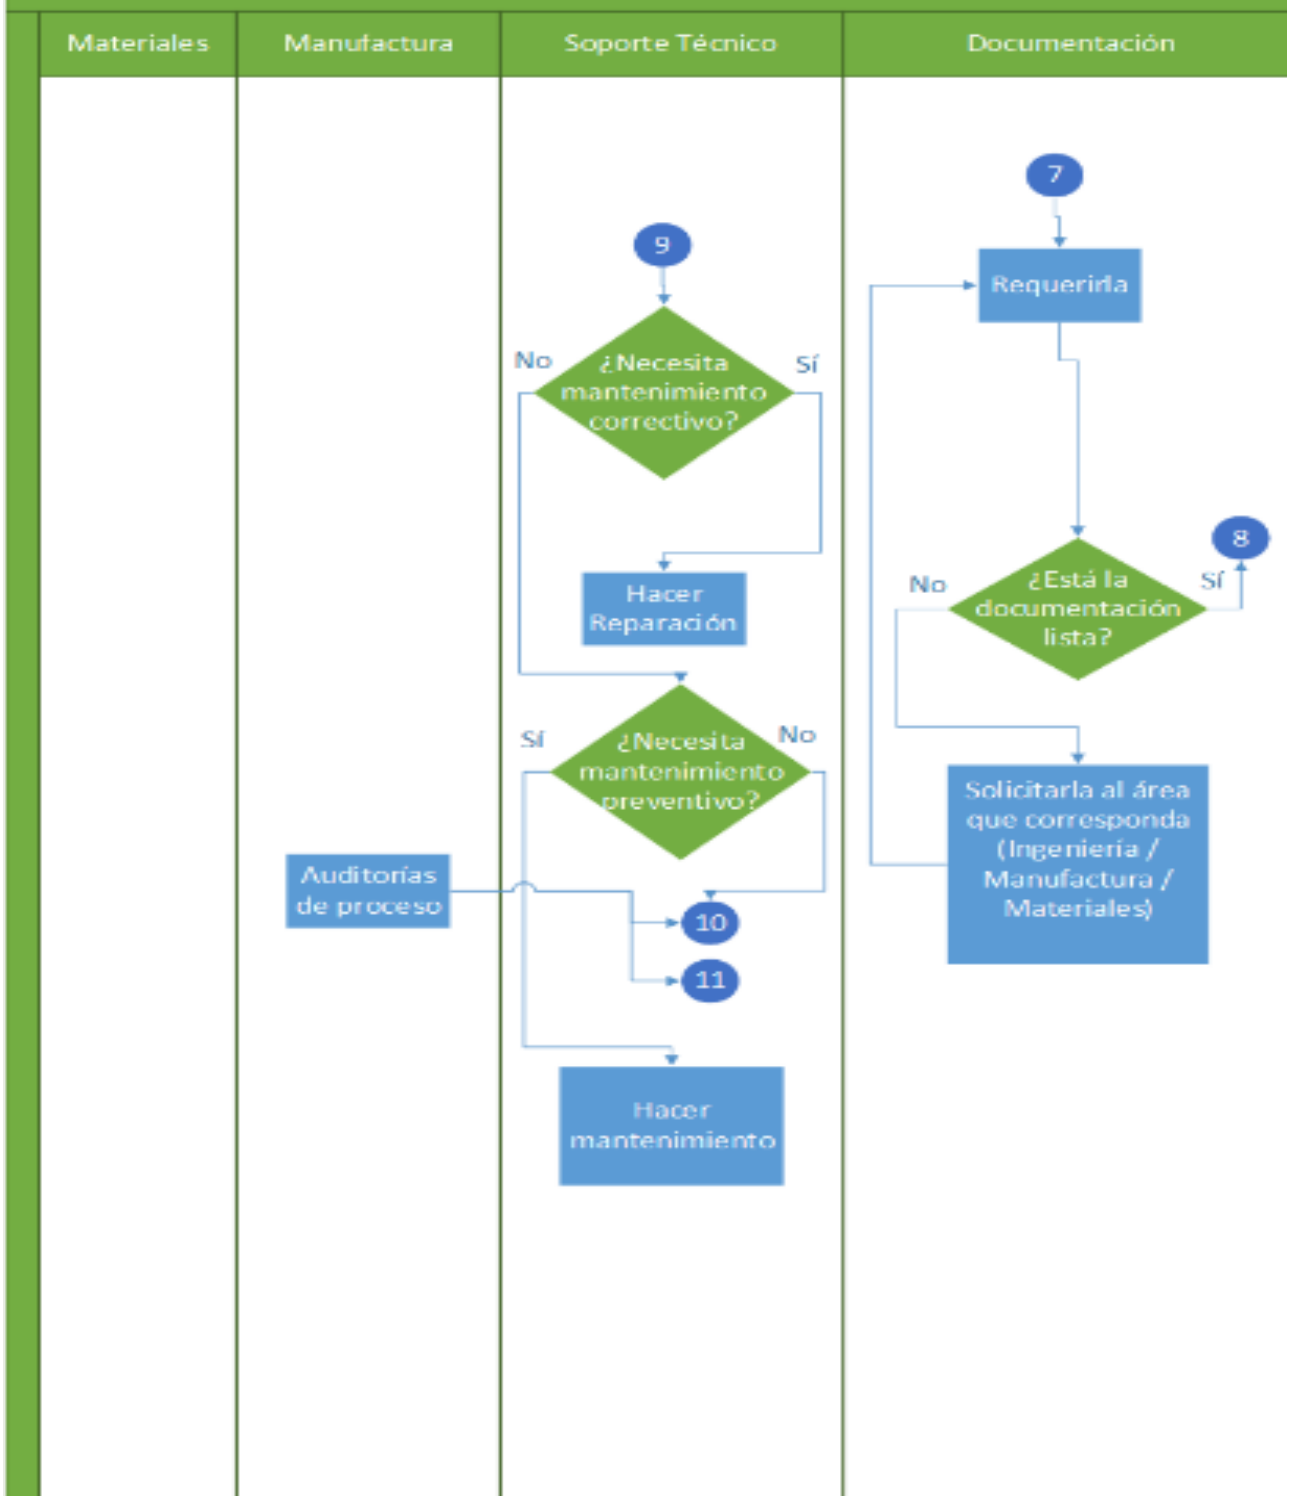 Materiales
Manufactura
Soporte Técnico
Documentación
7
9
Requerirla
No
¿Necesita
mantenimiento
correctivo?
Sí
8
Hacer
Reparación
No
¿Está la
documentación
lista?
Sí
Sí
¿Necesita
mantenimiento
preventivo?
No
Solicitarla al área
que corresponda
(Ingeniería /
Manufactura /
Materiales)
Auditorías
de proceso
10
11
Hacer
mantenimiento